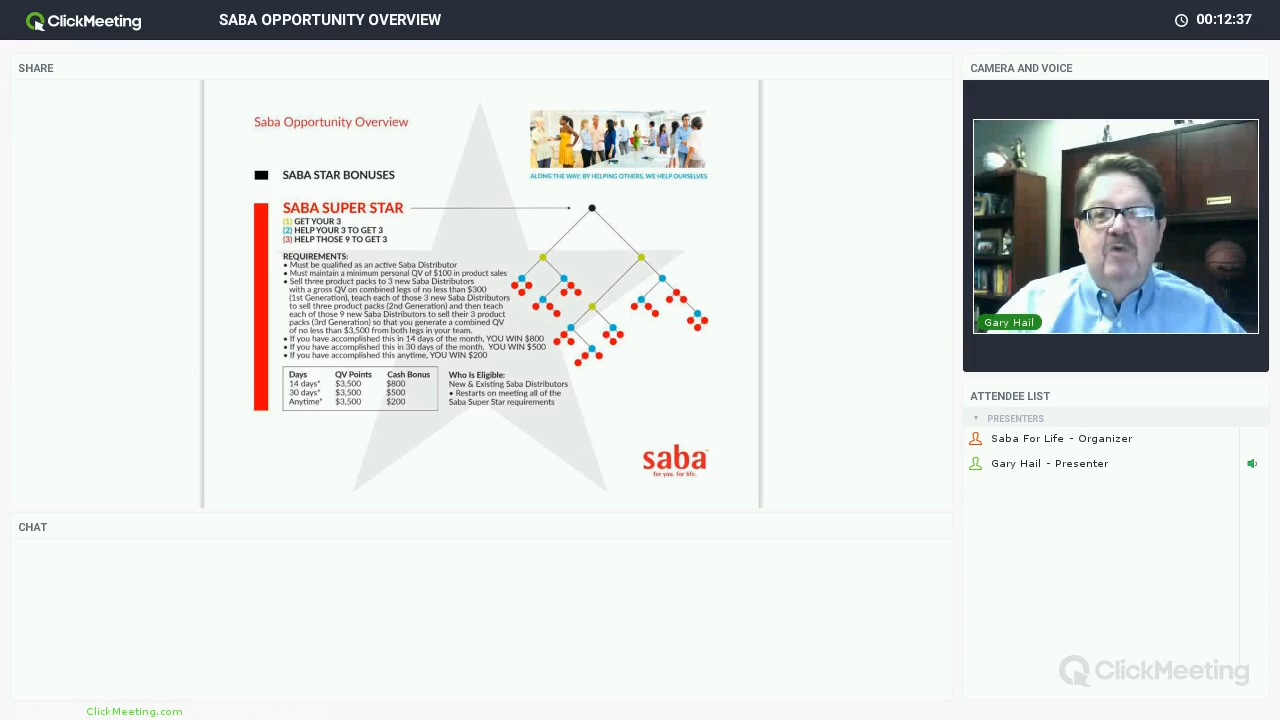 ClickMeeting
SABA OPPORTUNITY OVERVIEW
00:12:37
SHARE
Saba Opportunity Overview
ALONG THE WAY, BY HELPING OTHERS, WE HELP OURSELVES
SABA STAR BONUSES
SABA SUPER STAR
(1) GET YOUR 3
(2) HELP YOUR 3 TO GET 3
(3) HELP THOSE 9 TO GET 3
REQUIREMENTS:
• Must be qualified as an active Saba Distributor
• Must maintain a minimum personal QV of $100 in product sales
• Sell three product packs to 3 new Saba Distributors
with a gross QV on combined legs of no less than $300
(1st Generation), teach each of those 3 new Saba Distributors
to sell three product packs (2nd Generation) and then teach
each of those 9 new Saba Distributors to sell their 3 product
packs (3rd Generation) so that you generate a combined QV
of no less than $3,500 from both legs in your team.
• If you have accomplished this in 14 days of the month, YOU WIN $800
• If you have accomplished this in 30 days of the month, YOU WIN $500
• If you have accomplished this anytime, YOU WIN $200
Days QV Points Cash Bonus
14 days* $3,500 $800
30 days* $3,500 $500
Anytime* $3,500 $200
Who Is Eligible:
New & Existing Saba Distributors
• Restarts on meeting all of the
Saba Super Star requirements
saba
for you. for life.
CHAT
CAMERA AND VOICE
Gary Hail
ATTENDEE LIST
PRESENTERS
Saba For Life - Organizer
Gary Hail - Presenter
ClickMeeting
ClickMeeting.com